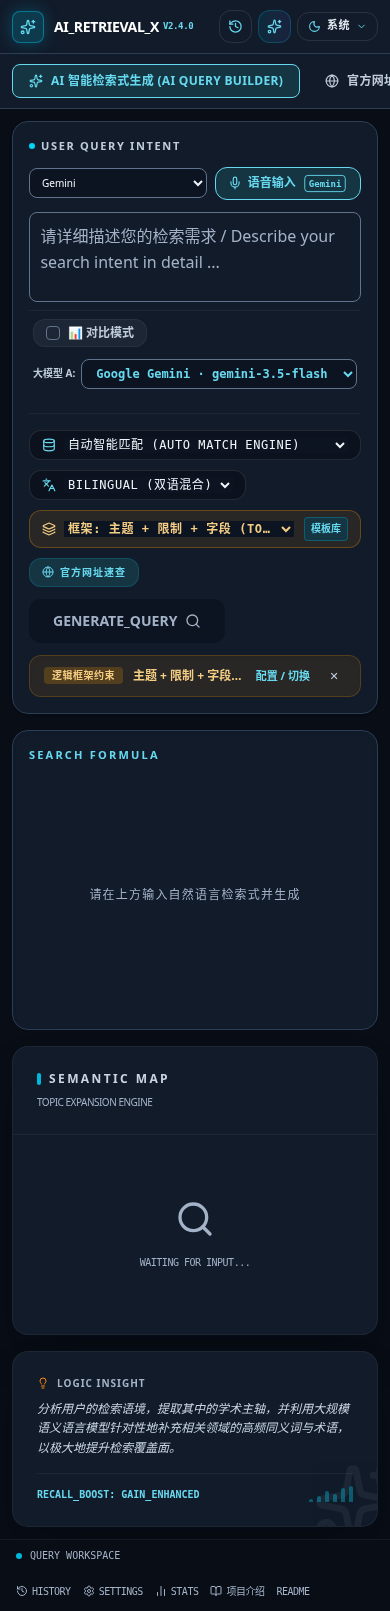 AI_RETRIEVAL_X V2.4.0 系统
AI 智能检索式生成 (AI QUERY BUILDER) 官方网址
USER QUERY INTENT
Gemini 语音输入 Gemini
请详细描述您的检索需求 / Describe your
search intent in detail ...
📊 对比模式
大模型 A: Google Gemini · gemini-3.5-flash
自动智能匹配 (AUTO MATCH ENGINE)
BILINGUAL (双语混合)
框架: 主题 + 限制 + 字段 (TO… 模板库
官方网址速查
GENERATE_QUERY
逻辑框架约束 主题 + 限制 + 字段... 配置 / 切换 ×
SEARCH FORMULA
请在上方输入自然语言检索式并生成
SEMANTIC MAP
TOPIC EXPANSION ENGINE
WAITING FOR INPUT...
LOGIC INSIGHT
分析用户的检索语境，提取其中的学术主轴，并利用大规模
语义语言模型针对性地补充相关领域的高频同义词与术语，
以极大地提升检索覆盖面。
RECALL_BOOST: GAIN_ENHANCED
QUERY WORKSPACE
HISTORY SETTINGS STATS 项目介绍 README